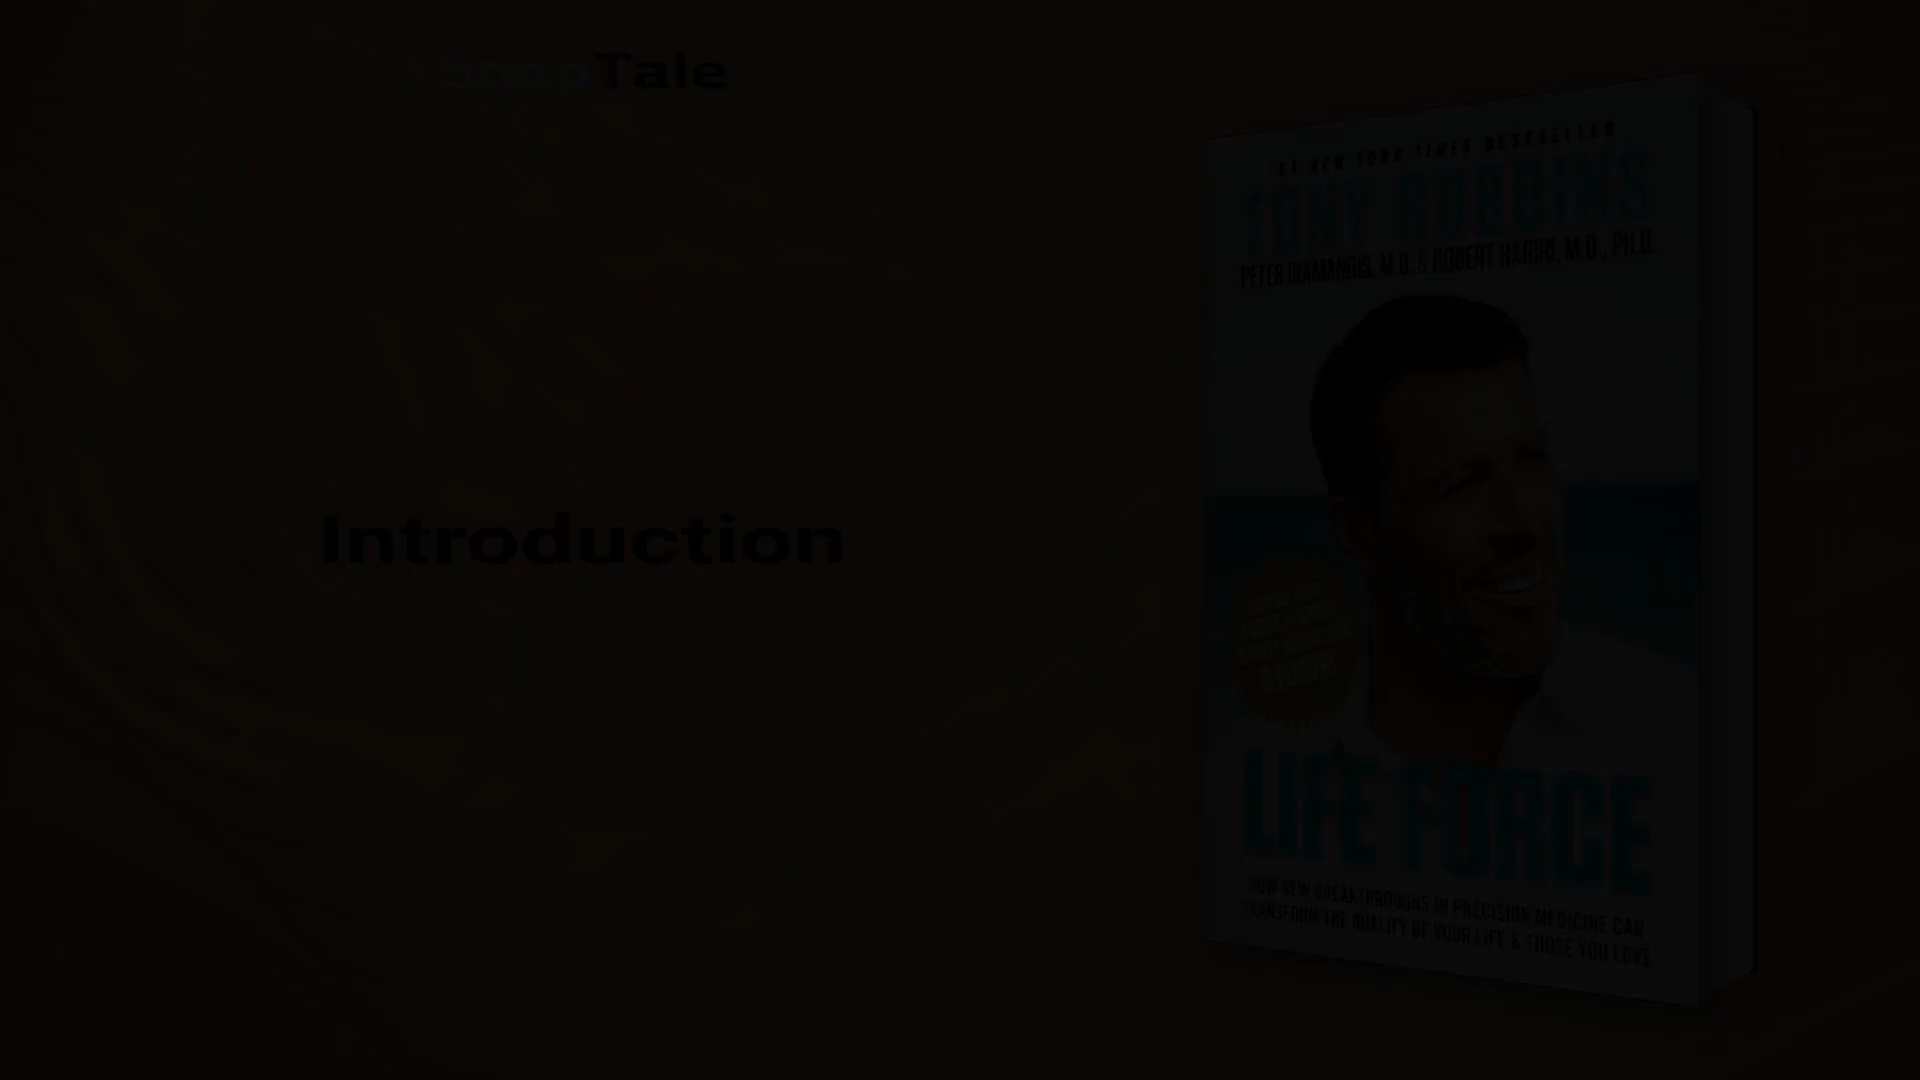 SnapTale
Introduction
#1 NEW YORK TIMES BESTSELLER
TONY ROBBINS
PETER DIAMANDIS, M.D. & ROBERT HARIRI, M.D., PH.D.
LIFE FORCE
HOW NEW BREAKTHROUGHS IN PRECISION MEDICINE CAN
TRANSFORM THE QUALITY OF YOUR LIFE & THOSE YOU LOVE